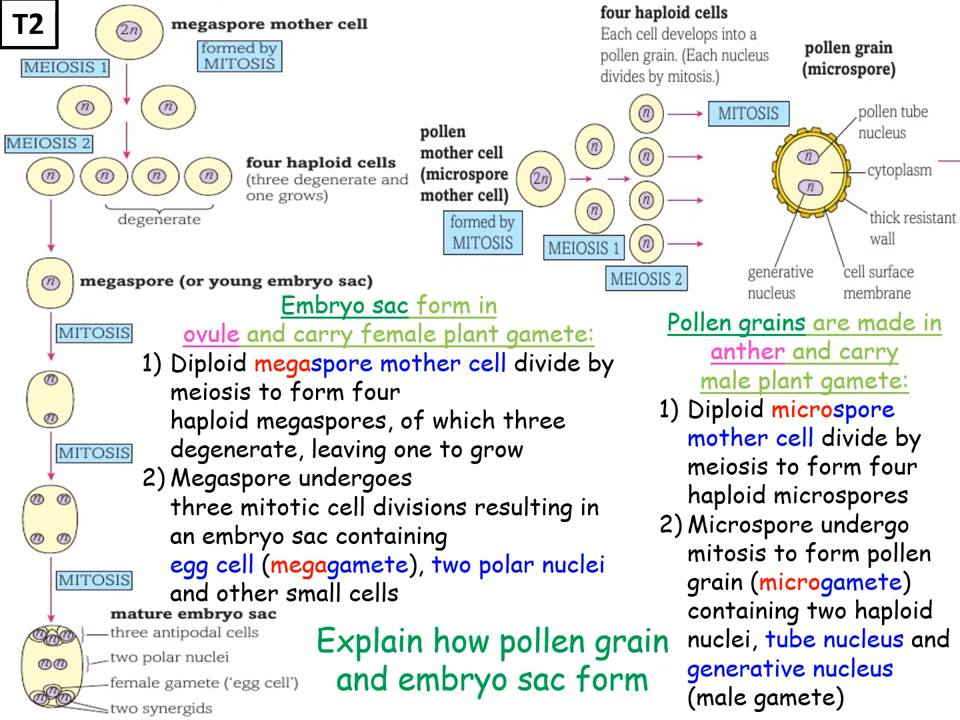 T2
2n
megaspore mother cell
formed by
MITOSIS
MEIOSIS 1
n n
MEIOSIS 2
n n n n
four haploid cells
(three degenerate and
one grows)
degenerate
n
megaspore (or young embryo sac)
MITOSIS
n
n
MITOSIS
n n
n n
MITOSIS
mature embryo sac
three antipodal cells
two polar nuclei
female gamete (‘egg cell’)
two synergids
n n
n
n n
n
n n
Embryo sac form in
ovule and carry female plant gamete:
1) Diploid megaspore mother cell divide by
meiosis to form four
haploid megaspores, of which three
degenerate, leaving one to grow
2) Megaspore undergoes
three mitotic cell divisions resulting in
an embryo sac containing
egg cell (megagamete), two polar nuclei
and other small cells
Explain how pollen grain
and embryo sac form
four haploid cells
Each cell develops into a
pollen grain. (Each nucleus
divides by mitosis.)
pollen
mother cell
(microspore
mother cell)
2n
formed by
MITOSIS
n
n
MEIOSIS 1
n
n
n
n
MEIOSIS 2
MITOSIS
pollen grain
(microspore)
n
n
pollen tube
nucleus
cytoplasm
thick resistant
wall
generative
nucleus
cell surface
membrane
Pollen grains are made in
anther and carry
male plant gamete:
1) Diploid microspore
mother cell divide by
meiosis to form four
haploid microspores
2) Microspore undergo
mitosis to form pollen
grain (microgamete)
containing two haploid
nuclei, tube nucleus and
generative nucleus
(male gamete)